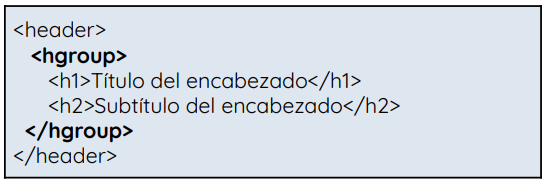 <header>
<hgroup>
<h1>Título del encabezado</h1>
<h2>Subtítulo del encabezado</h2>
</hgroup>
</header>